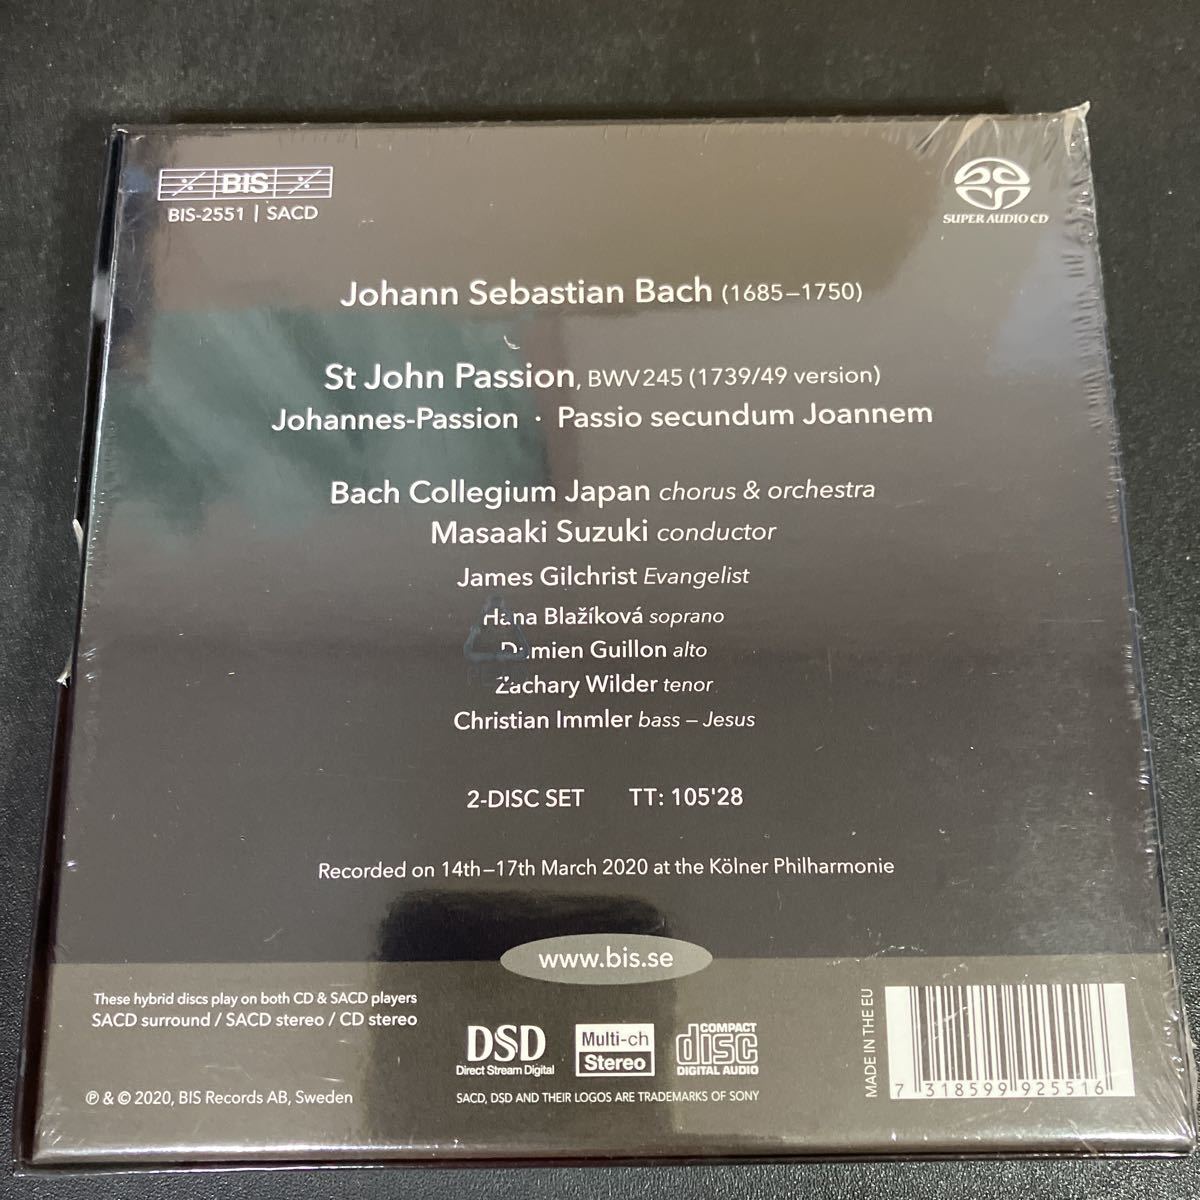 BIS
BIS-2551 | SACD
SUPER AUDIO CD
Johann Sebastian Bach (1685–1750)
St John Passion, BWV 245 (1739/49 version)
Johannes-Passion · Passio secundum Joannem
Bach Collegium Japan chorus & orchestra
Masaaki Suzuki conductor
James Gilchrist Evangelist
Hana Blažíková soprano
Damien Guillon alto
Zachary Wilder tenor
Christian Immler bass – Jesus
2-DISC SET TT: 105'28
Recorded on 14th–17th March 2020 at the Kölner Philharmonie
www.bis.se
These hybrid discs play on both CD & SACD players
SACD surround / SACD stereo / CD stereo
DSD
Direct Stream Digital
Multi-ch
Stereo
COMPACT
disc
DIGITAL AUDIO
MADE IN THE EU
7 318599 925516
℗ & © 2020, BIS Records AB, Sweden
SACD, DSD AND THEIR LOGOS ARE TRADEMARKS OF SONY